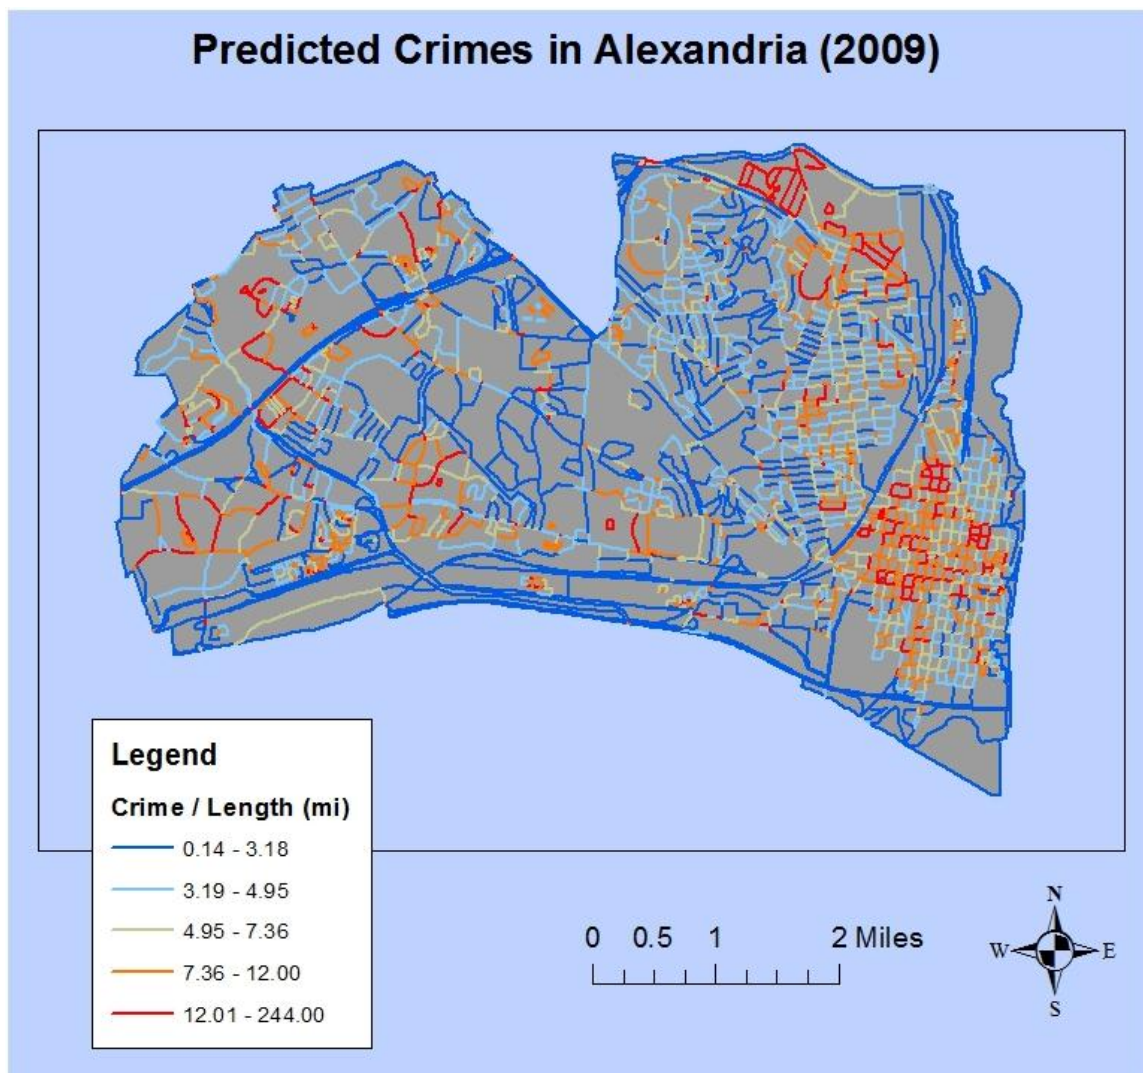 Predicted Crimes in Alexandria (2009)
Legend
Crime / Length (mi)
0.14 - 3.18
3.19 - 4.95
4.95 - 7.36
7.36 - 12.00
12.01 - 244.00
0 0.5 1 2 Miles
N
W E
S